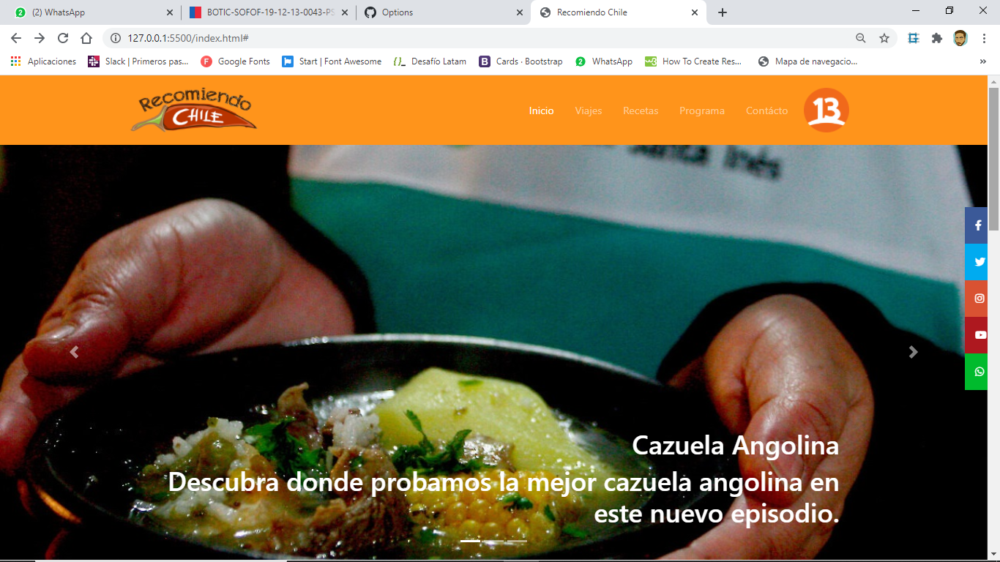 (2) WhatsApp
BOTIC-SOFOF-19-12-13-0043-PS
Options
Recomiendo Chile
127.0.0.1:5500/index.html#
Aplicaciones
Slack | Primeros pas...
Google Fonts
Start | Font Awesome
Desafío Latam
Cards · Bootstrap
WhatsApp
How To Create Res...
Mapa de navegacio...
»
Recomiendo
CHILE
Inicio
Viajes
Recetas
Programa
Contácto
13
Santa Inés
Cazuela Angolina
Descubra donde probamos la mejor cazuela angolina en
este nuevo episodio.